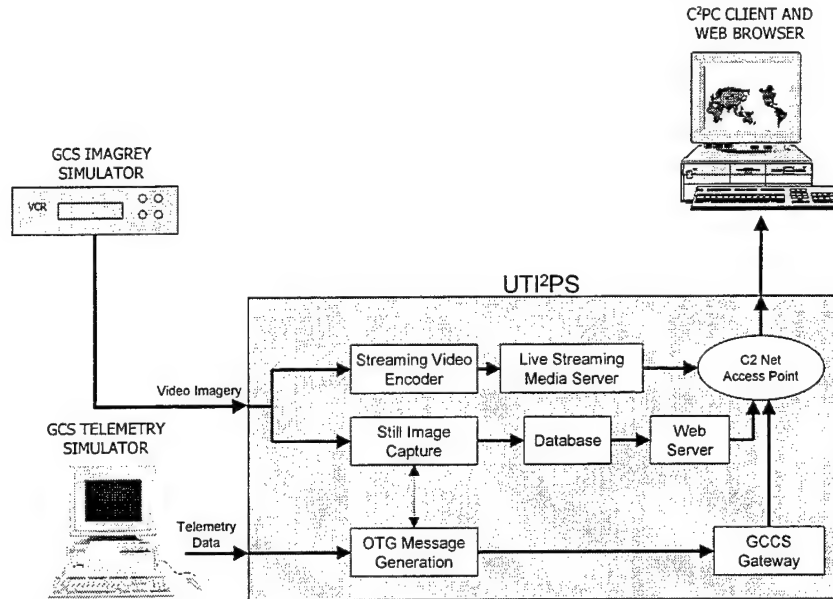 C²PC CLIENT AND
WEB BROWSER
GCS IMAGREY
SIMULATOR
VCR
UTI²PS
Streaming Video
Encoder
Live Streaming
Media Server
C2 Net
Access Point
Video Imagery
GCS TELEMETRY
SIMULATOR
Still Image
Capture
Database
Web
Server
Telemetry
Data
OTG Message
Generation
GCCS
Gateway